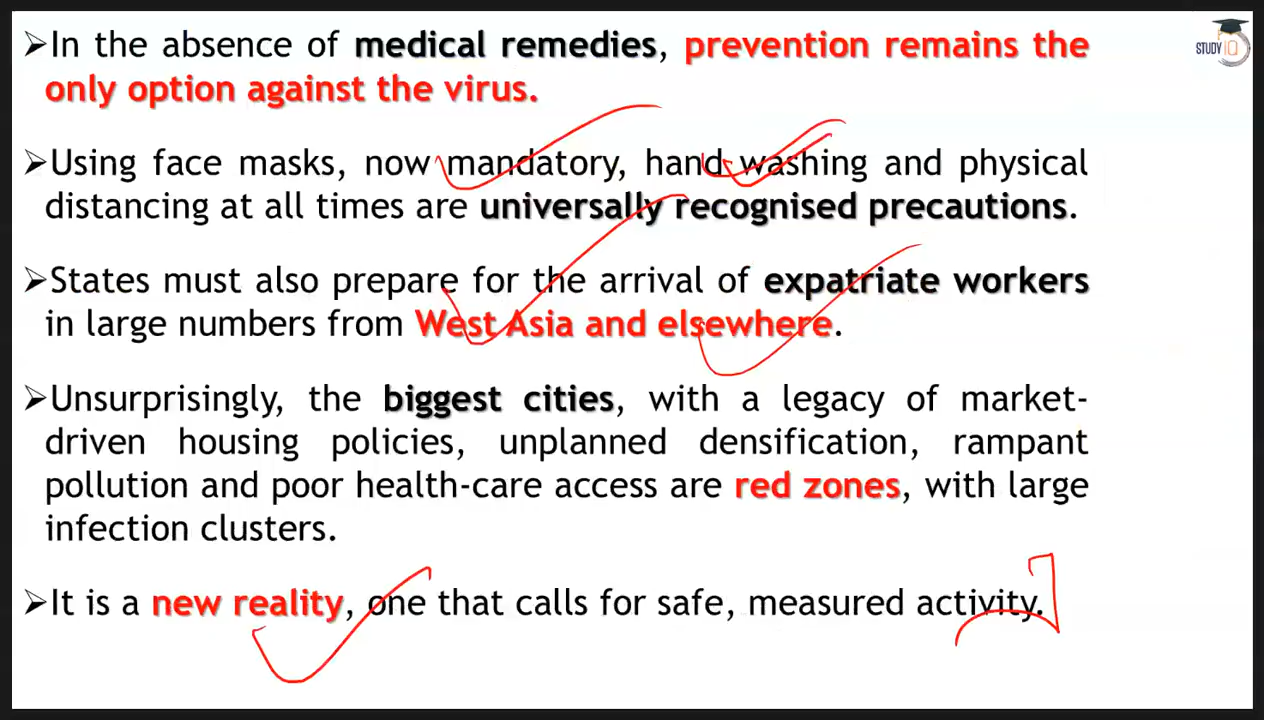 ➢In the absence of medical remedies, prevention remains the
only option against the virus.
➢Using face masks, now mandatory, hand washing and physical
distancing at all times are universally recognised precautions.
➢States must also prepare for the arrival of expatriate workers
in large numbers from West Asia and elsewhere.
➢Unsurprisingly, the biggest cities, with a legacy of market-
driven housing policies, unplanned densification, rampant
pollution and poor health-care access are red zones, with large
infection clusters.
➢It is a new reality, one that calls for safe, measured activity.
STUDY IQ